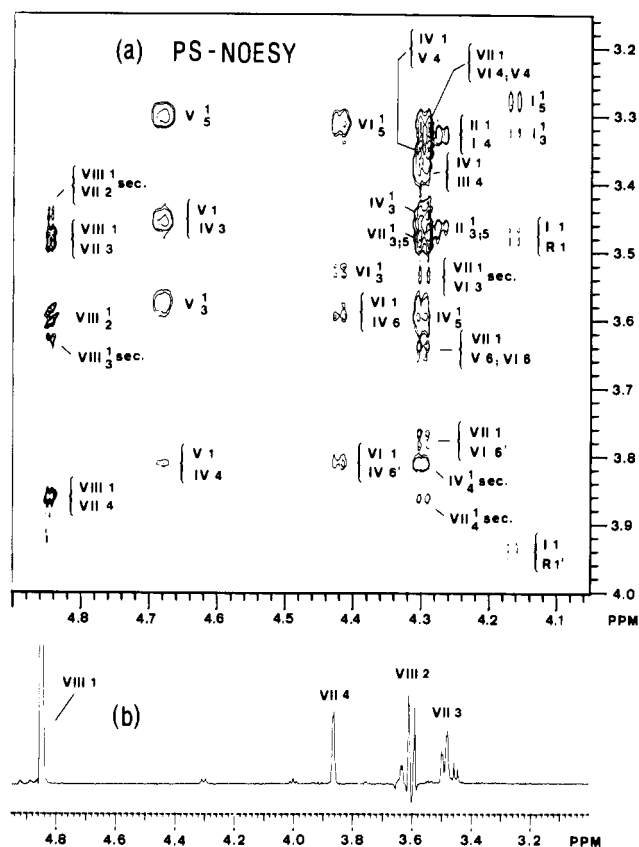 (a) PS-NOESY
IV 1
V 4
VII 1
VI 4; V 4
3.2
V 1
5
VI 1
5
I 1
5
3.3
II 1
I 4
I 1
3
VIII 1
VII 2 sec.
IV 1
III 4
3.4
VIII 1
VII 3
V 1
IV 3
IV 1
3
VII 1
3;5
II 1
3;5
I 1
R 1
3.5
VI 1
3
VII 1
VI 3 sec.
VIII 1
2
V 1
3
VI 1
IV 6
IV 1
5
3.6
VIII 1
3 sec.
VII 1
V 6; VI 6
3.7
VII 1
VI 6'
V 1
IV 4
VI 1
IV 6'
IV 1
4 sec.
3.8
VIII 1
VII 4
VII 1
4 sec.
3.9
I 1
R 1'
4.0
4.8 4.7 4.6 4.5 4.4 4.3 4.2 4.1 PPM
(b)
VIII 1
VII 4
VIII 2
VII 3
4.8 4.6 4.4 4.2 4.0 3.8 3.6 3.4 3.2 PPM